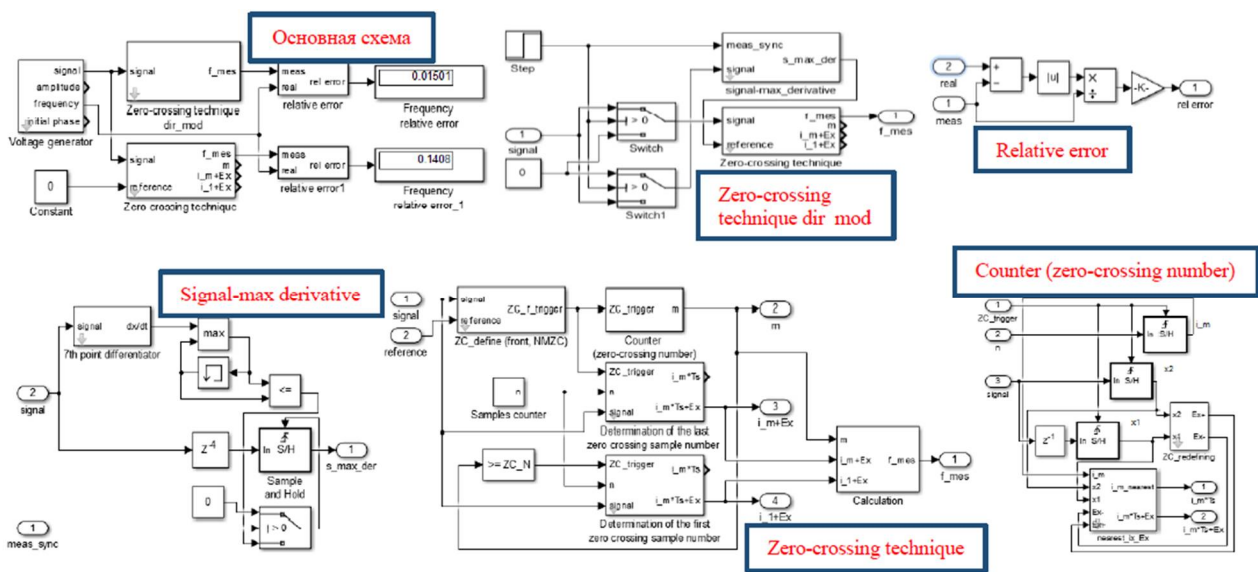 Основная схема
signal
amplitude
frequency
initial phase
Voltage generator
signal
f_mes
Zero-crossing technique
dir_mod
meas
real
rel error
relative error
0.01501
Frequency
relative error
0
Constant
signal
reference
f_mes
m
i_m+Ex
i_1+Ex
Zero-crossing technique
meas
real
rel error
relative error1
0.1408
Frequency
relative error_1
Step
1
signal
0
> 0
Switch
> 0
Switch1
meas_sync
signal
s_max_der
signal-max_derivative
signal
reference
f_mes
m
i_m+Ex
i_1+Ex
Zero-crossing technique
1
f_mes
Zero-crossing
technique dir_mod
2
real
1
meas
+
−
|u|
×
÷
-K-
1
rel error
Relative error
Signal-max derivative
signal
dx/dt
7th point differentiator
max
<=
2
signal
Z-4
In
S/H
Sample
and Hold
1
s_max_der
0
> 0
1
meas_sync
1
signal
2
reference
signal
reference
ZC_f_trigger
ZC_define (front, NMZC)
ZC_trigger
m
Counter
(zero-crossing number)
2
m
n
Samples counter
ZC_trigger
n
signal
i_m*Ts
i_m*Ts+Ex
Determination of the last
zero crossing sample number
3
i_m+Ex
>= ZC_N
ZC_trigger
n
signal
i_m*Ts
i_m*Ts+Ex
Determination of the first
zero crossing sample number
4
i_1+Ex
m
i_m+Ex
i_1+Ex
f_mes
Calculation
1
f_mes
Zero-crossing technique
Counter (zero-crossing number)
1
ZC_trigger
2
n
3
signal
In
S/H
i_m
x2
In
S/H
In
S/H
x1
Z-1
x2
x1
Ex+
Ex-
ZC_redefining
i_m
x2
x1
Ex-
i_m_nearest
i_m*Ts+Ex
nearest_ix_Ex
1
i_m*Ts
2
i_m*Ts+Ex